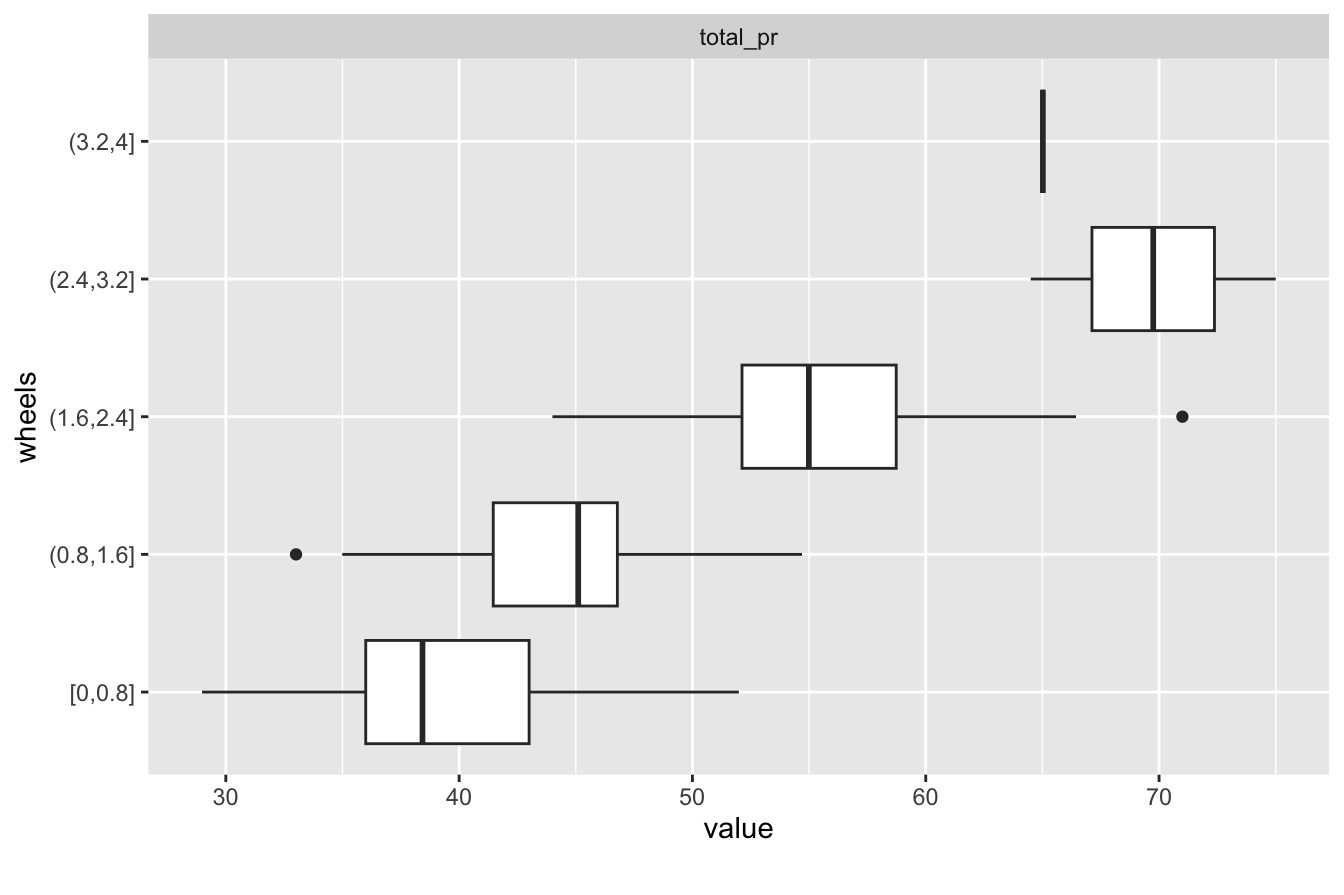 total_pr
(3.2,4]
(2.4,3.2]
(1.6,2.4]
(0.8,1.6]
[0,0.8]
wheels
30 40 50 60 70
value